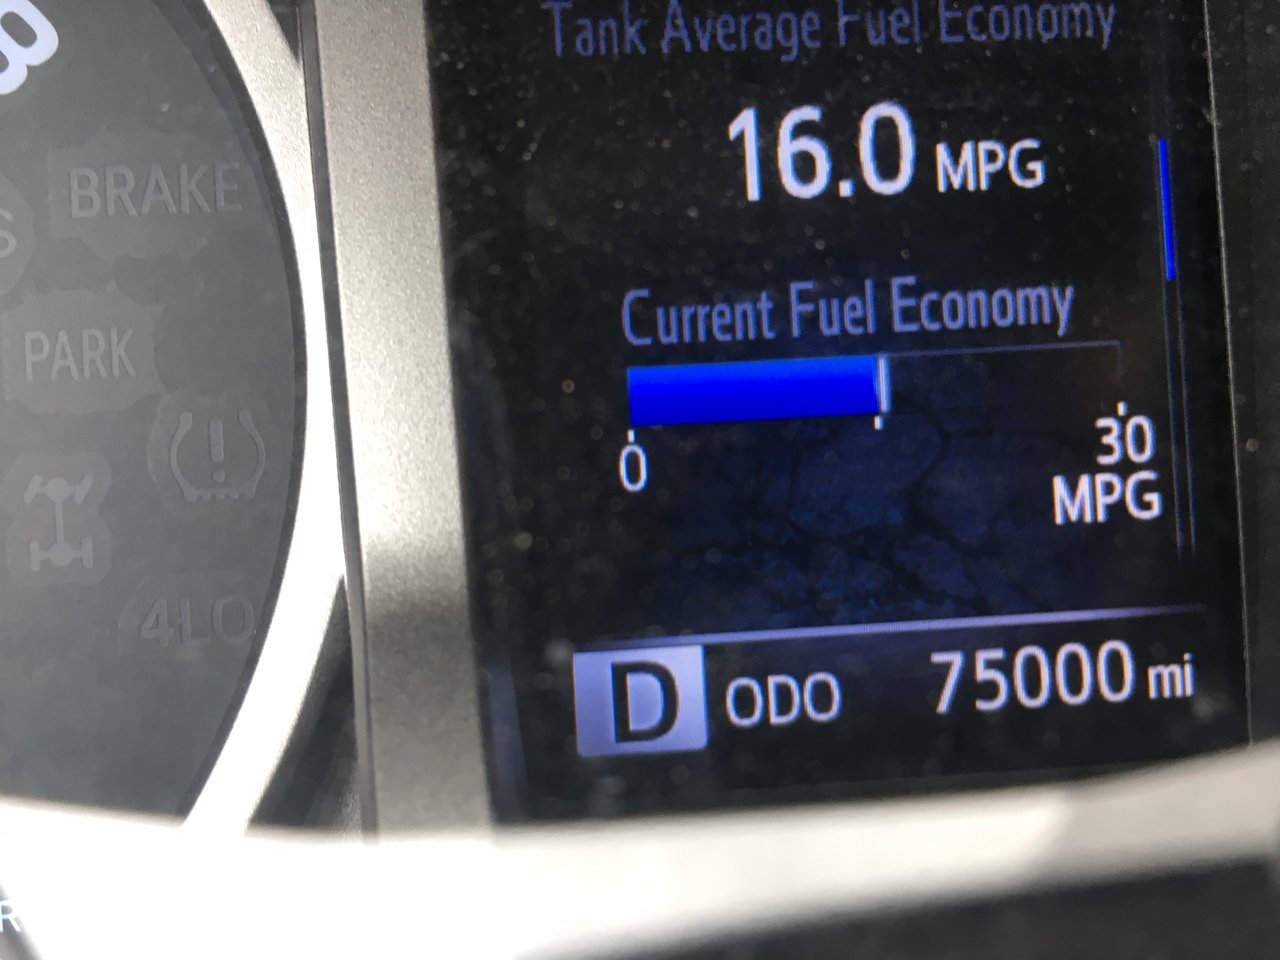 Tank Average Fuel Economy
16.0 MPG
Current Fuel Economy
0
30
MPG
D ODO 75000 mi
BRAKE
PARK
4LO